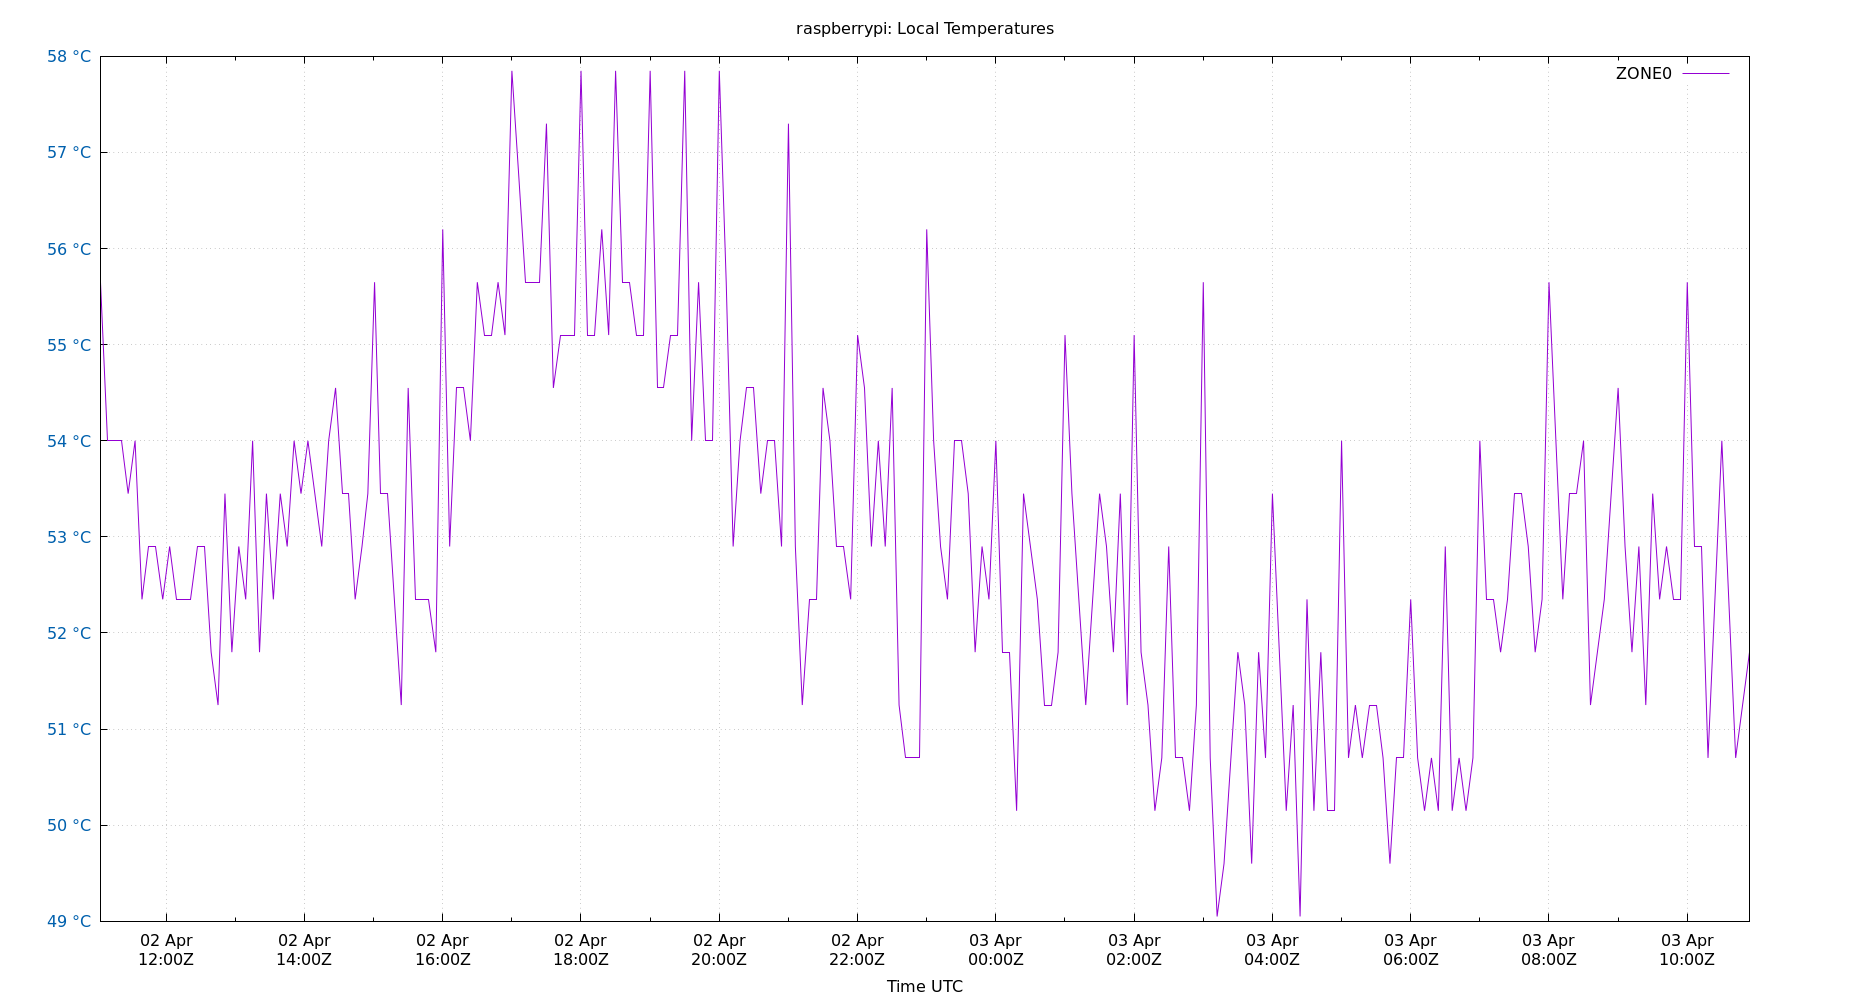 raspberrypi: Local Temperatures
58 °C
57 °C
56 °C
55 °C
54 °C
53 °C
52 °C
51 °C
50 °C
49 °C
ZONE0
02 Apr 02 Apr 02 Apr 02 Apr 02 Apr 02 Apr 03 Apr 03 Apr 03 Apr 03 Apr 03 Apr 03 Apr
12:00Z 14:00Z 16:00Z 18:00Z 20:00Z 22:00Z 00:00Z 02:00Z 04:00Z 06:00Z 08:00Z 10:00Z
Time UTC